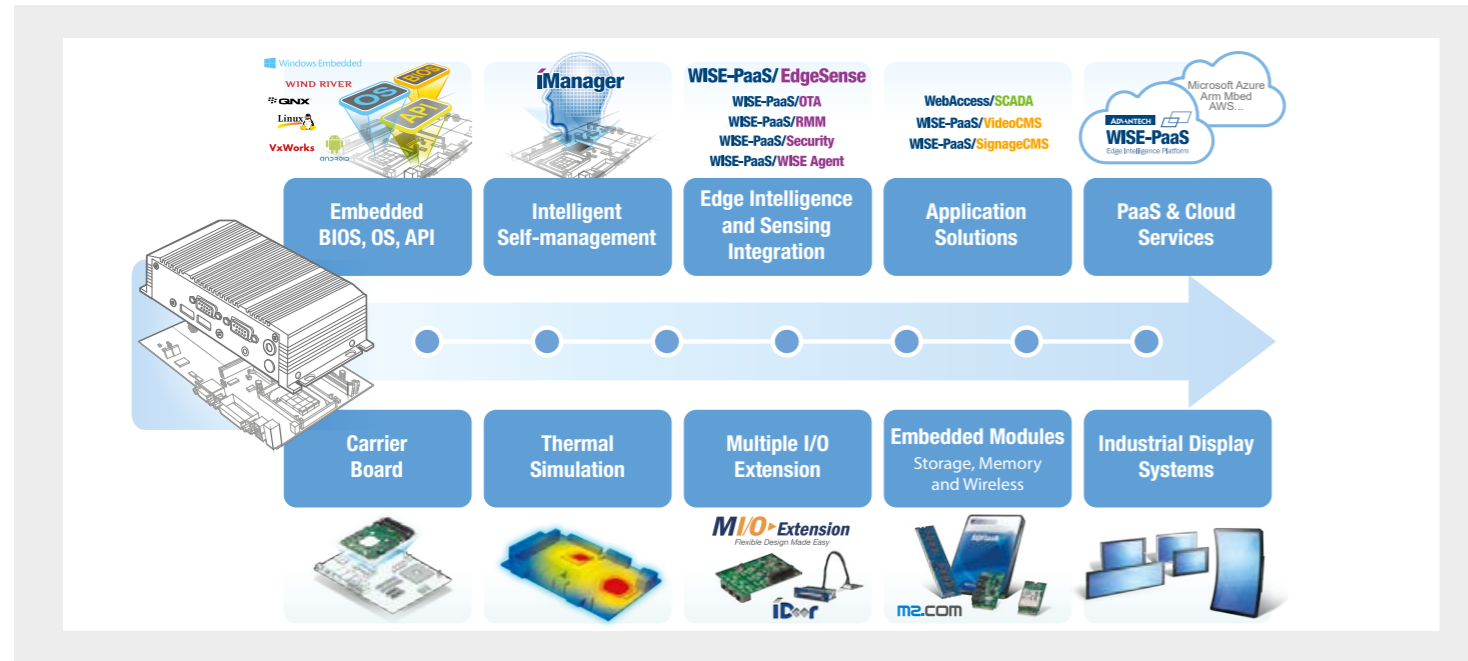 Windows Embedded
WIND RIVER
QNX
Linux
VxWorks
ANDROID
OS
BIOS
API
iManager
WISE-PaaS/EdgeSense
WISE-PaaS/OTA
WISE-PaaS/RMM
WISE-PaaS/Security
WISE-PaaS/WISE Agent
WebAccess/SCADA
WISE-PaaS/VideoCMS
WISE-PaaS/SignageCMS
Microsoft Azure
Arm Mbed
AWS...
ADVANTECH
WISE-PaaS
Edge Intelligence Platform
Embedded
BIOS, OS, API
Intelligent
Self-management
Edge Intelligence
and Sensing
Integration
Application
Solutions
PaaS & Cloud
Services
Carrier
Board
Thermal
Simulation
Multiple I/O
Extension
Embedded Modules
Storage, Memory
and Wireless
Industrial Display
Systems
MI/O Extension
Flexible Design Made Easy
iDoor
SQFlash
m2.com